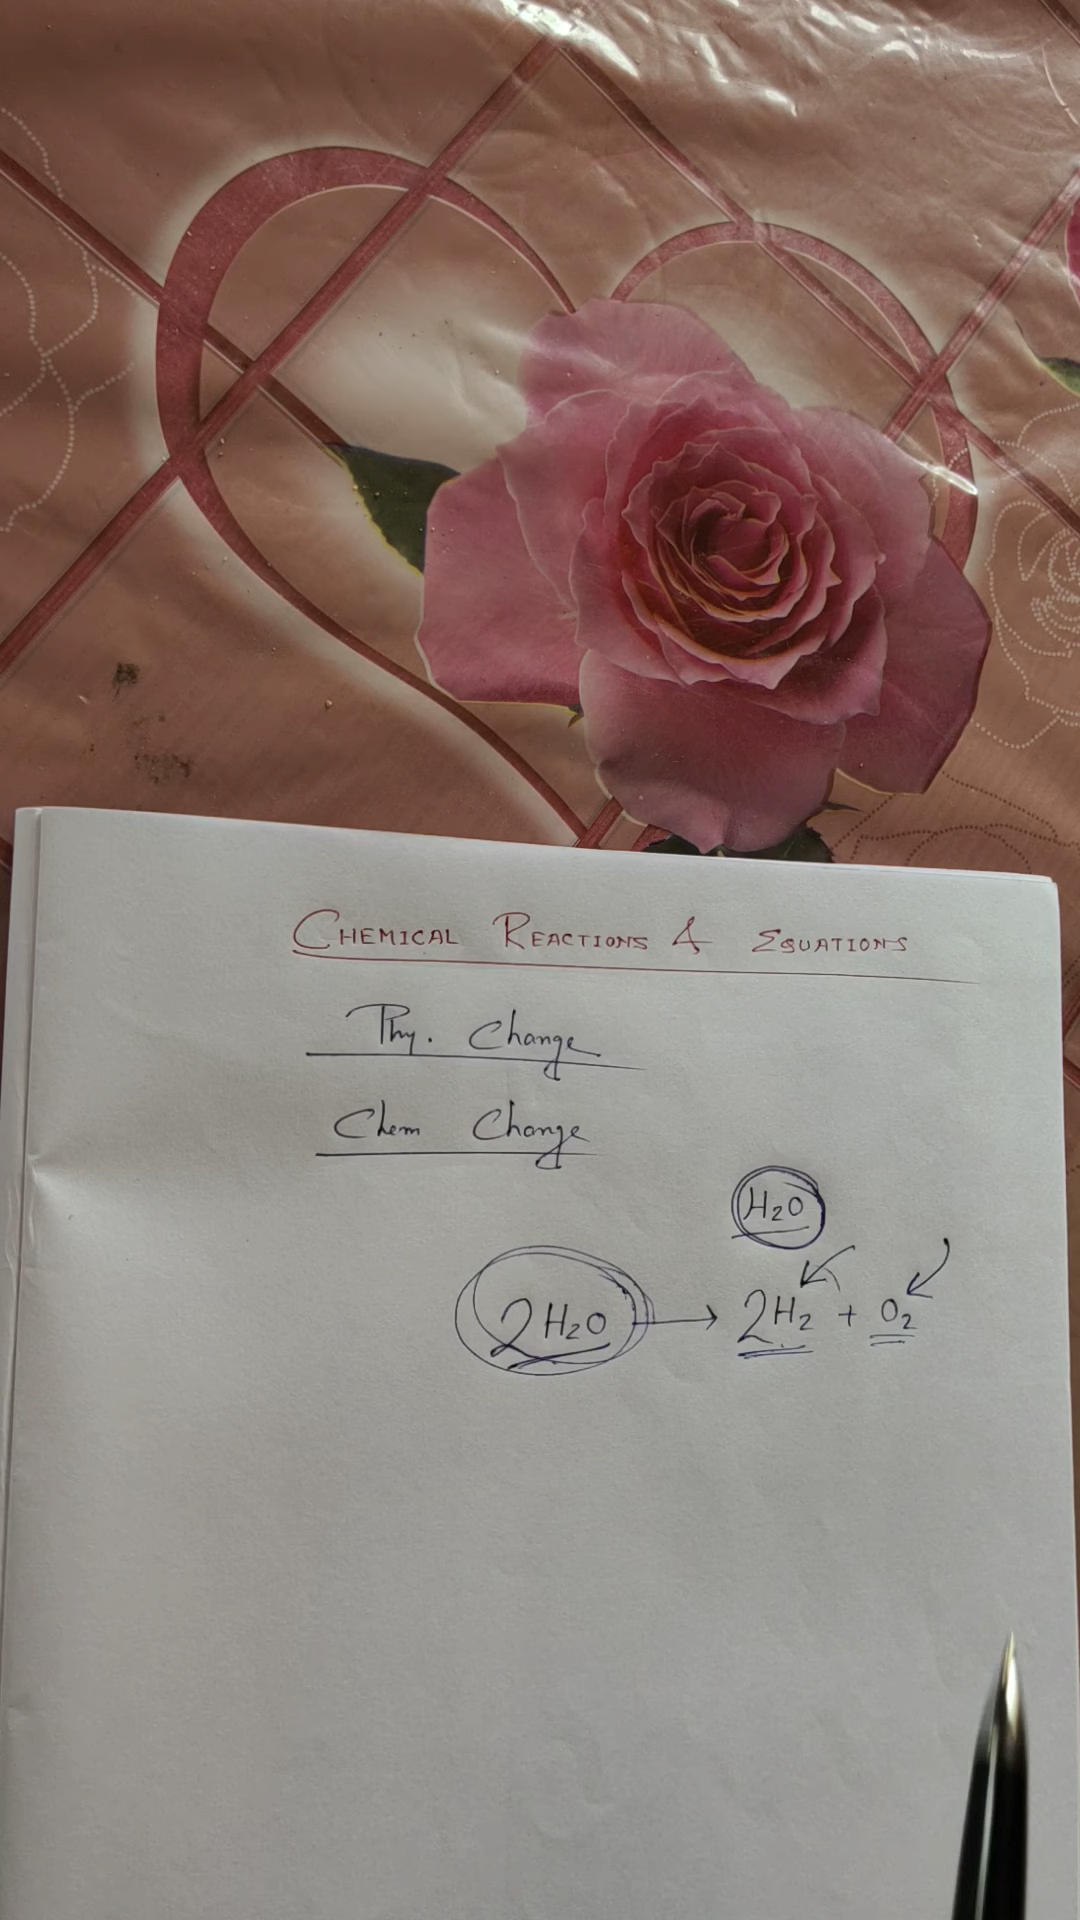 CHEMICAL REACTIONS & EQUATIONS
Phy. Change
Chem Change
H₂O
2H₂O → 2H₂ + O₂